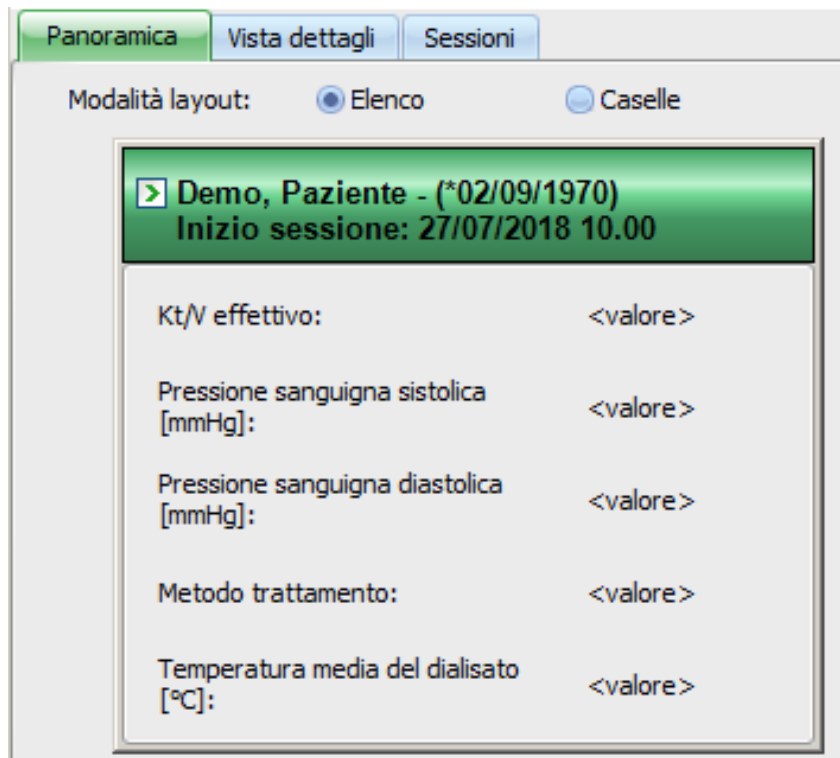 Panoramica Vista dettagli Sessioni
Modalità layout: Elenco Caselle
Demo, Paziente - (*02/09/1970)
Inizio sessione: 27/07/2018 10.00
Kt/V effettivo: <valore>
Pressione sanguigna sistolica
[mmHg]: <valore>
Pressione sanguigna diastolica
[mmHg]: <valore>
Metodo trattamento: <valore>
Temperatura media del dialisato
[°C]: <valore>